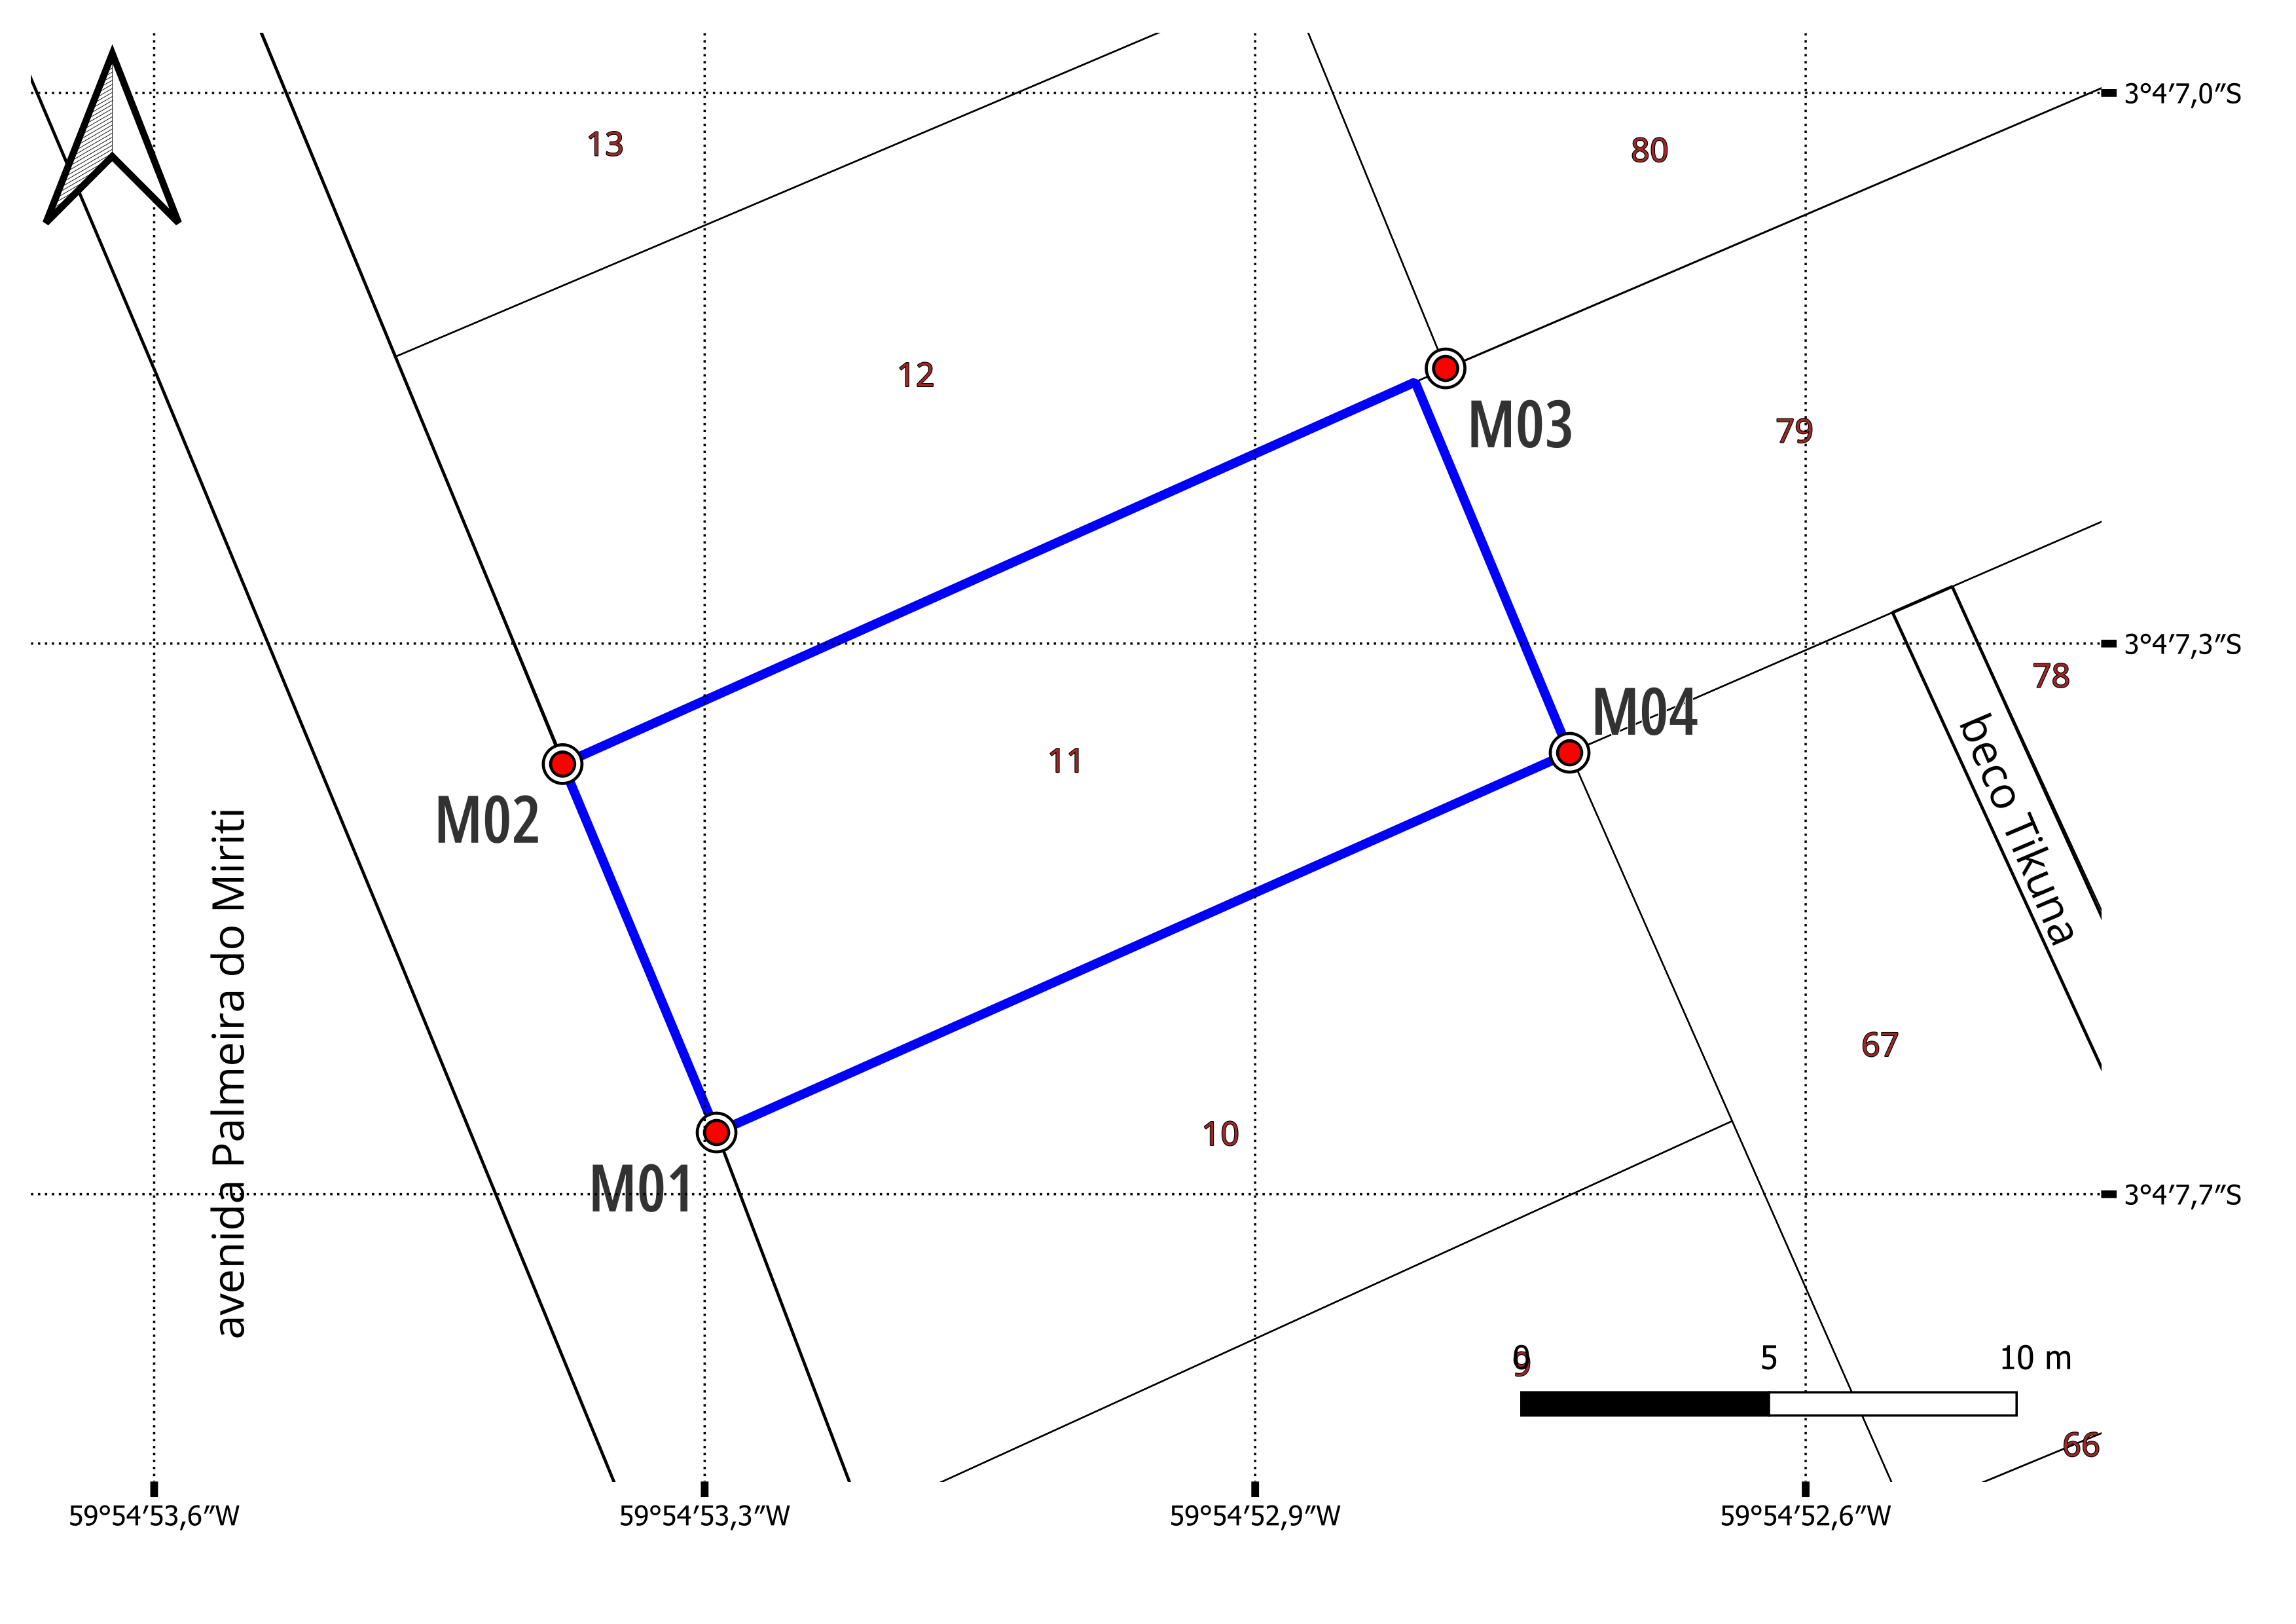 3°4′7,0″S
13
80
12
79
M03
3°4′7,3″S
78
M04
11
M02
beco Tikuna
avenida Palmeira do Miriti
67
10
M01
3°4′7,7″S
0
5
10 m
9
66
59°54′53,6″W
59°54′53,3″W
59°54′52,9″W
59°54′52,6″W